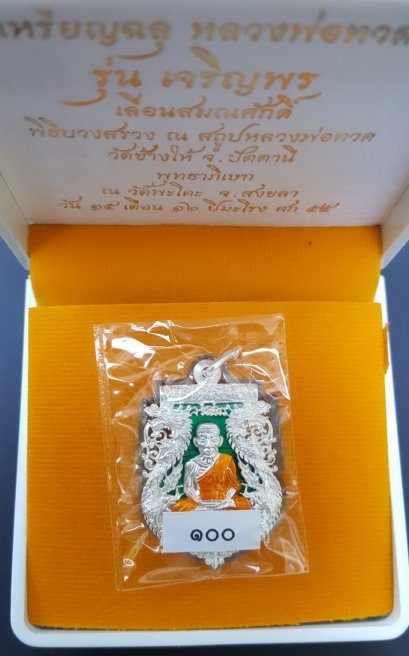 เหรียญฉลุ หลวงพ่อทวด
รุ่น เจริญพร
เลื่อนสมณศักดิ์
พิธีบวงสรวง ณ สถูปหลวงพ่อทวด
วัดช้างให้ จ.ปัตตานี
พุทธาภิเษก
ณ วัดพะโคะ จ.สงขลา
วัน ๑๕ เดือน ๑๒ ปีมะโรง ศก ๕๕
๑๐๐